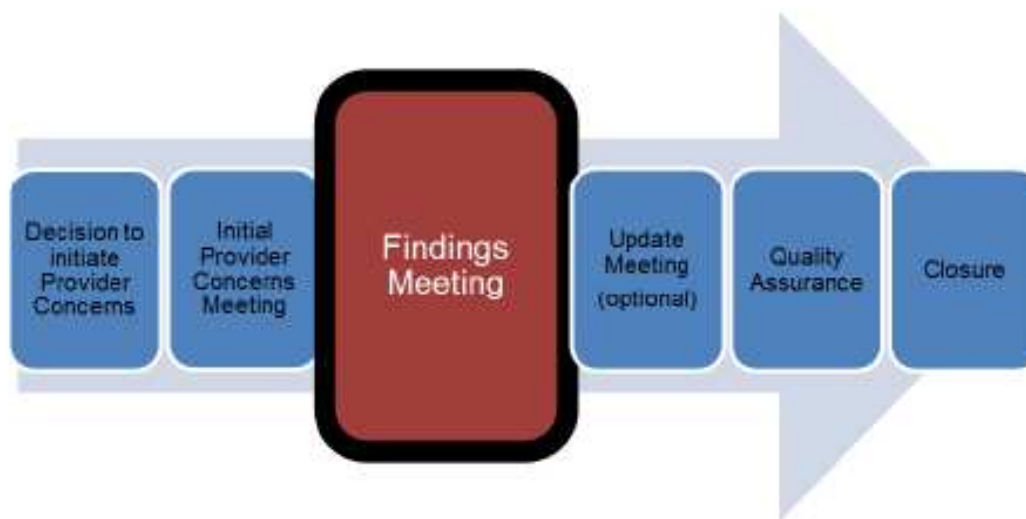 Decision to
initiate
Provider
Concerns
Initial
Provider
Concerns
Meeting
Findings
Meeting
Update
Meeting
(optional)
Quality
Assurance
Closure